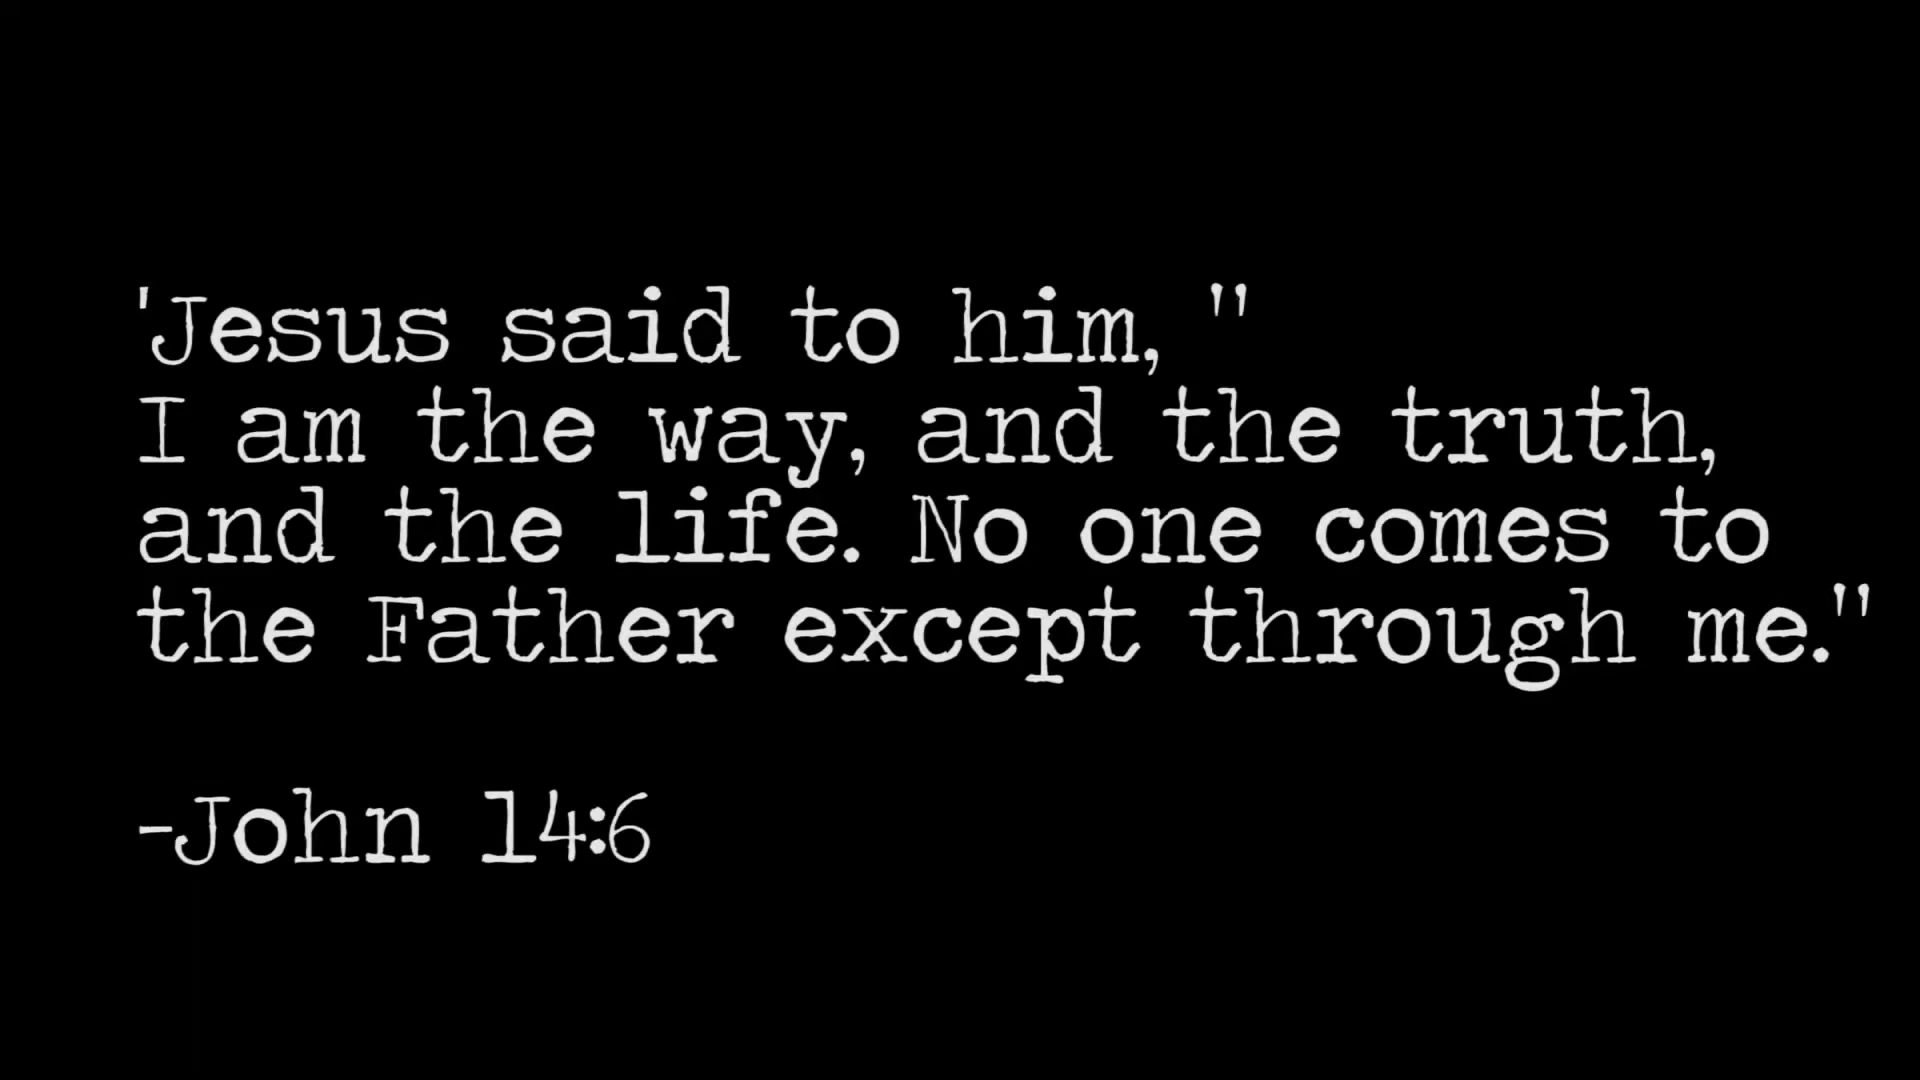 'Jesus said to him, "
I am the way, and the truth,
and the life. No one comes to
the Father except through me."
-John 14:6